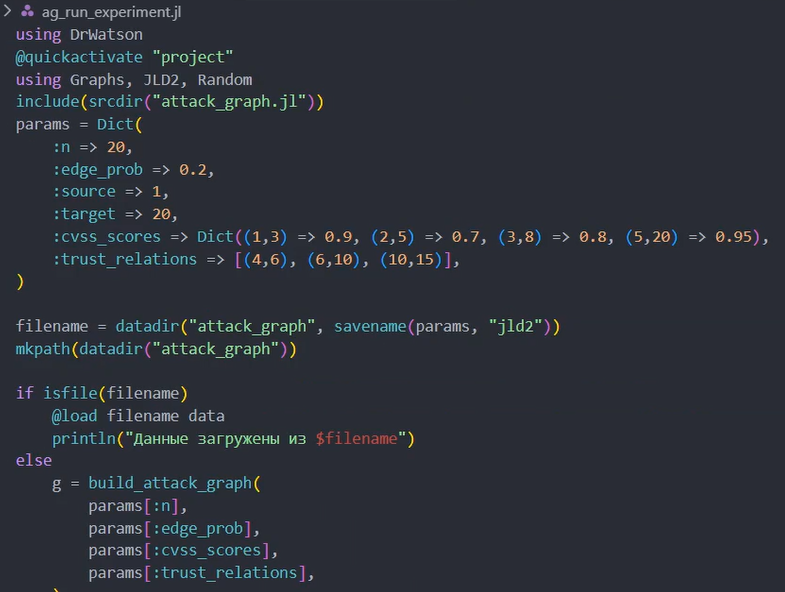 ag_run_experiment.jl
using DrWatson
@quickactivate "project"
using Graphs, JLD2, Random
include(srcdir("attack_graph.jl"))
params = Dict(
    :n => 20,
    :edge_prob => 0.2,
    :source => 1,
    :target => 20,
    :cvss_scores => Dict((1,3) => 0.9, (2,5) => 0.7, (3,8) => 0.8, (5,20) => 0.95),
    :trust_relations => [(4,6), (6,10), (10,15)],
)
filename = datadir("attack_graph", savename(params, "jld2"))
mkpath(datadir("attack_graph"))
if isfile(filename)
    @load filename data
    println("Данные загружены из $filename")
else
    g = build_attack_graph(
        params[:n],
        params[:edge_prob],
        params[:cvss_scores],
        params[:trust_relations],